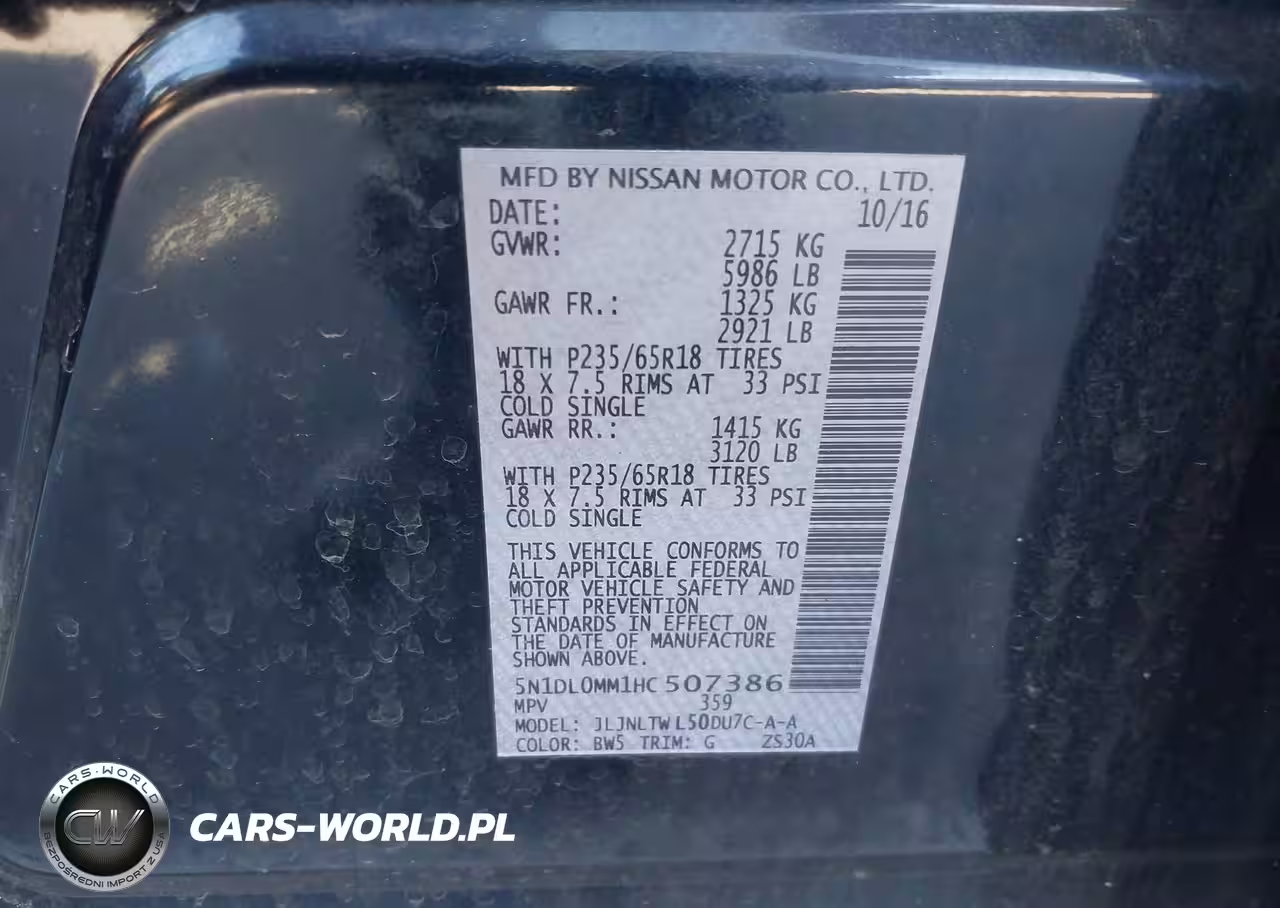 MFD BY NISSAN MOTOR CO., LTD.
DATE: 10/16
GVWR: 2715 KG
5986 LB
GAWR FR.: 1325 KG
2921 LB
WITH P235/65R18 TIRES
18 X 7.5 RIMS AT 33 PSI
COLD SINGLE
GAWR RR.: 1415 KG
3120 LB
WITH P235/65R18 TIRES
18 X 7.5 RIMS AT 33 PSI
COLD SINGLE
THIS VEHICLE CONFORMS TO
ALL APPLICABLE FEDERAL
MOTOR VEHICLE SAFETY AND
THEFT PREVENTION
STANDARDS IN EFFECT ON
THE DATE OF MANUFACTURE
SHOWN ABOVE.
5N1DL0MM1HC 507386
MPV 359
MODEL: JLJNLTWL50DU7C-A-A
COLOR: BW5 TRIM: G ZS30A
CARS-WORLD
CW
BEZPOŚREDNI IMPORT Z USA
CARS-WORLD.PL